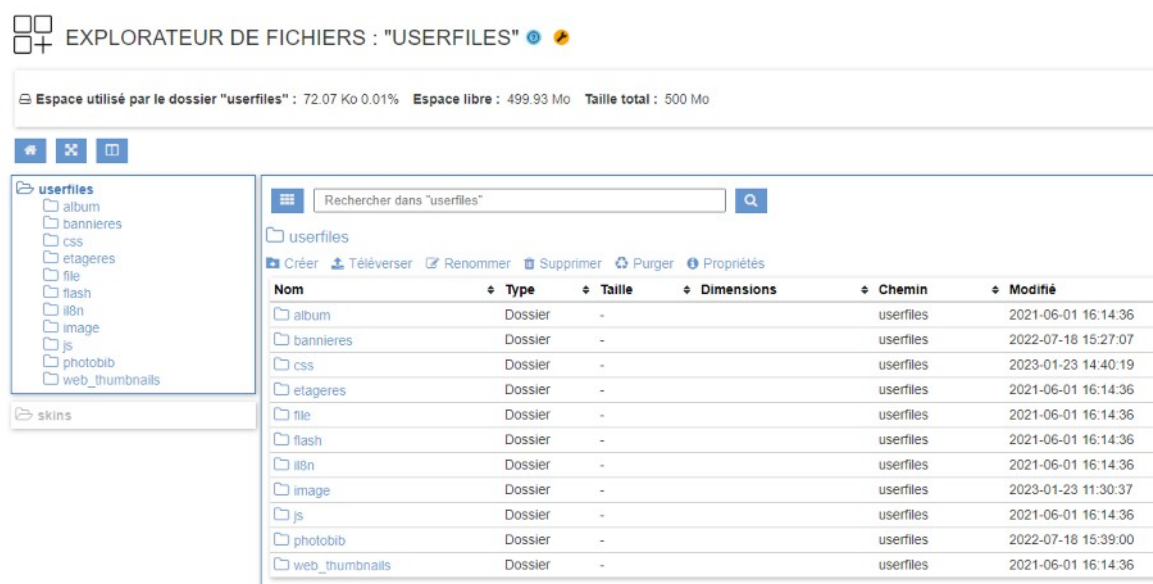 EXPLORATEUR DE FICHIERS : "USERFILES"
Espace utilisé par le dossier "userfiles" : 72.07 Ko 0.01% Espace libre : 499.93 Mo Taille total : 500 Mo
userfiles
album
bannieres
css
etageres
file
flash
il8n
image
js
photobib
web_thumbnails
skins
Rechercher dans "userfiles"
userfiles
Créer Téléverser Renommer Supprimer Purger Propriétés
Nom Type Taille Dimensions Chemin Modifié
album Dossier - userfiles 2021-06-01 16:14:36
bannieres Dossier - userfiles 2022-07-18 15:27:07
css Dossier - userfiles 2023-01-23 14:40:19
etageres Dossier - userfiles 2021-06-01 16:14:36
file Dossier - userfiles 2021-06-01 16:14:36
flash Dossier - userfiles 2021-06-01 16:14:36
il8n Dossier - userfiles 2021-06-01 16:14:36
image Dossier - userfiles 2023-01-23 11:30:37
js Dossier - userfiles 2021-06-01 16:14:36
photobib Dossier - userfiles 2022-07-18 15:39:00
web_thumbnails Dossier - userfiles 2021-06-01 16:14:36